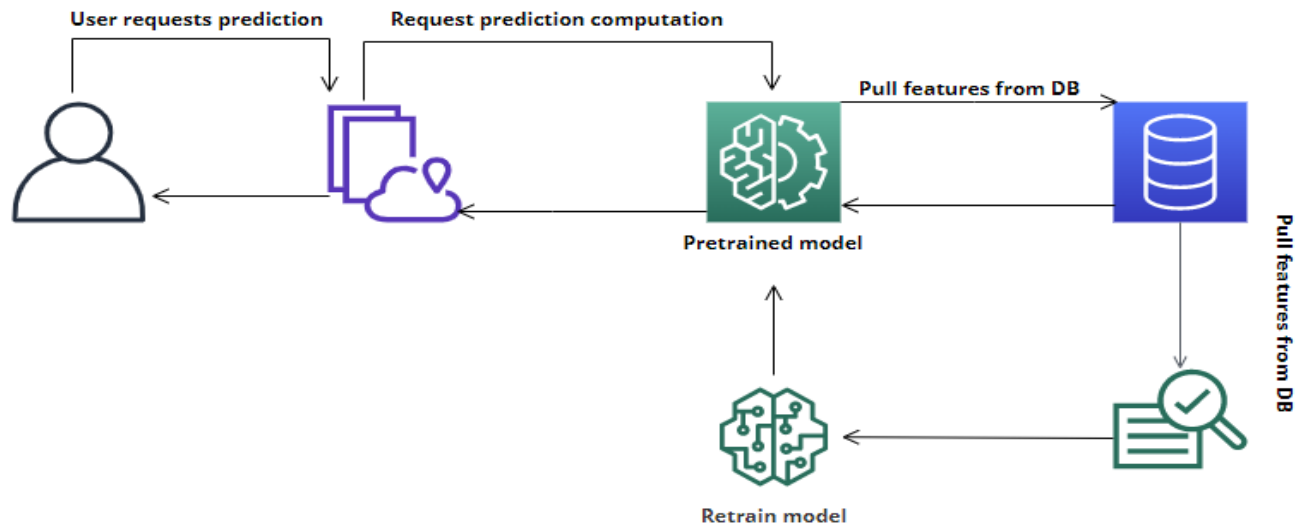 User requests prediction
Request prediction computation
Pull features from DB
Pretrained model
Pull features from DB
Retrain model